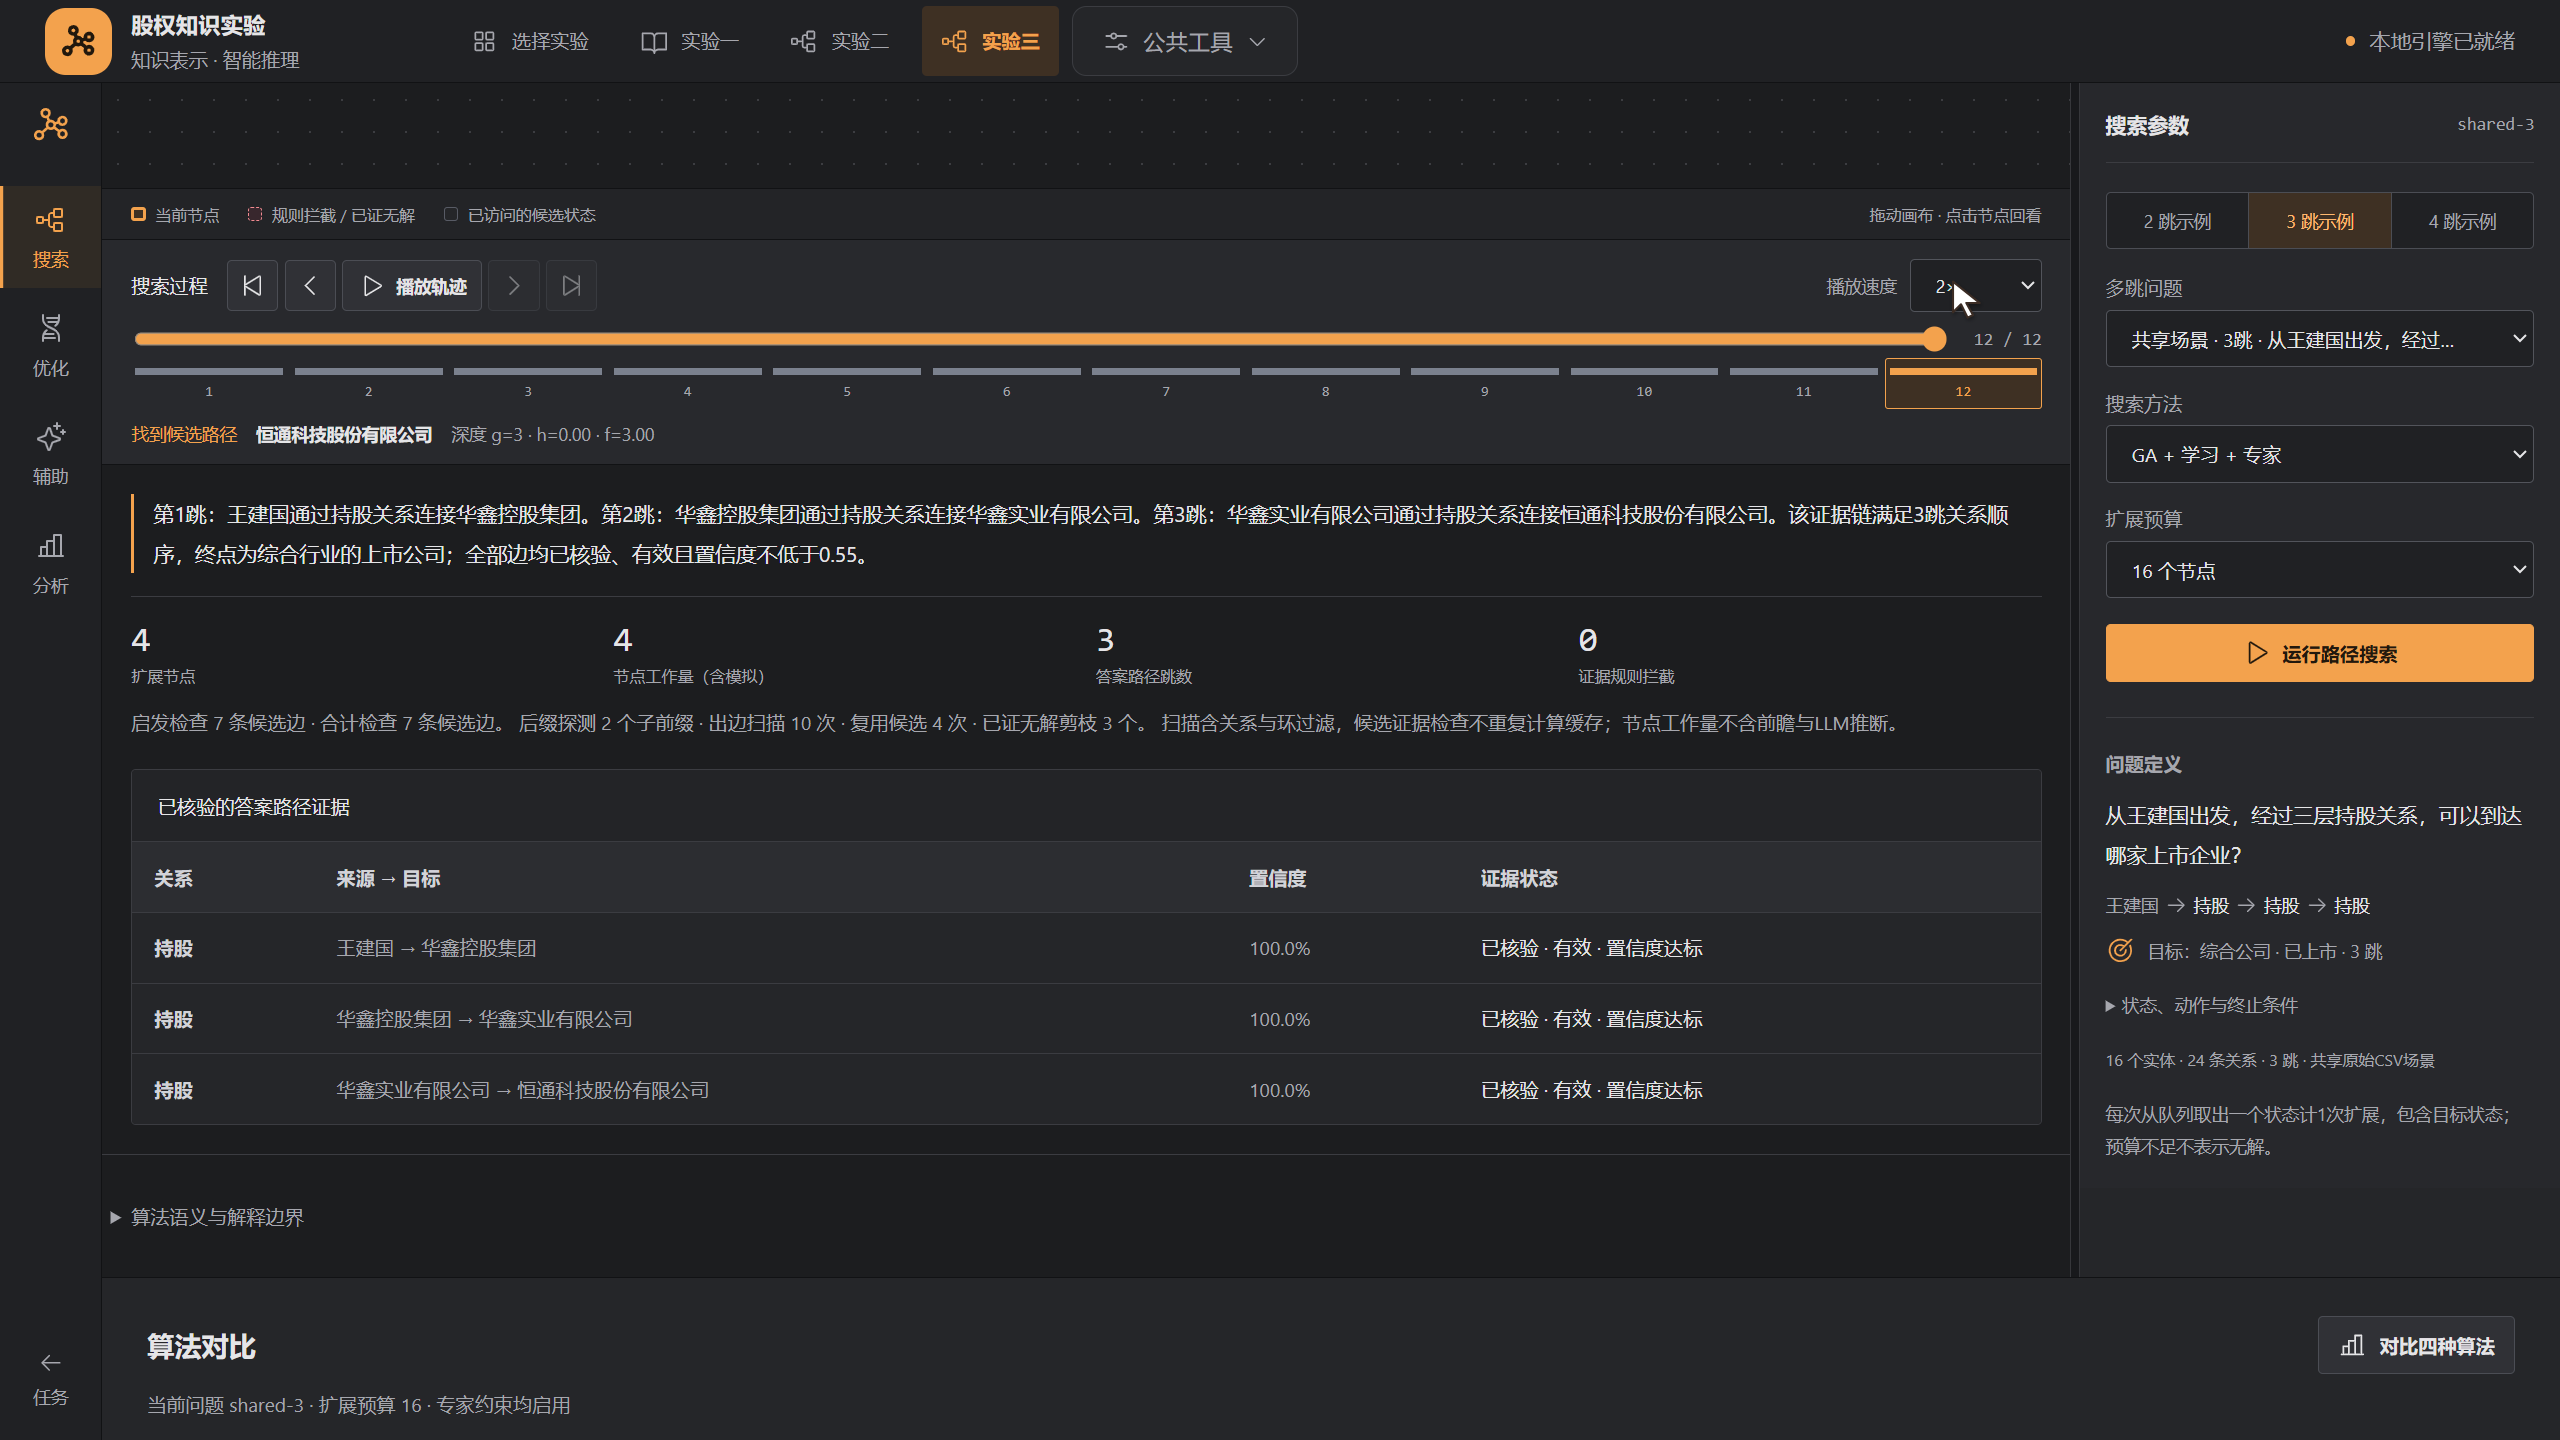 股权知识实验
知识表示 · 智能推理
选择实验
实验一
实验二
实验三
公共工具
本地引擎已就绪
搜索
优化
辅助
分析
任务
当前节点
规则拦截 / 已证无解
已访问的候选状态
拖动画布 · 点击节点回看
搜索过程
播放轨迹
播放速度
12 / 12
1 2 3 4 5 6 7 8 9 10 11 12
找到候选路径 恒通科技股份有限公司 深度 g=3 · h=0.00 · f=3.00
第1跳：王建国通过持股关系连接华鑫控股集团。第2跳：华鑫控股集团通过持股关系连接华鑫实业有限公司。第3跳：华鑫实业有限公司通过持股关系连接恒通科技股份有限公司。该证据链满足3跳关系顺
序，终点为综合行业的上市公司；全部边均已核验、有效且置信度不低于0.55。
4
扩展节点
4
节点工作量（含模拟）
3
答案路径跳数
0
证据规则拦截
启发检查 7 条候选边 · 合计检查 7 条候选边。 后缀探测 2 个子前缀 · 出边扫描 10 次 · 复用候选 4 次 · 已证无解剪枝 3 个。 扫描含关系与环过滤，候选证据检查不重复计算缓存；节点工作量不含前瞻与LLM推断。
已核验的答案路径证据
关系 来源 → 目标 置信度 证据状态
持股 王建国 → 华鑫控股集团 100.0% 已核验 · 有效 · 置信度达标
持股 华鑫控股集团 → 华鑫实业有限公司 100.0% 已核验 · 有效 · 置信度达标
持股 华鑫实业有限公司 → 恒通科技股份有限公司 100.0% 已核验 · 有效 · 置信度达标
算法语义与解释边界
算法对比
当前问题 shared-3 · 扩展预算 16 · 专家约束均启用
对比四种算法
搜索参数
shared-3
2 跳示例
3 跳示例
4 跳示例
多跳问题
共享场景 · 3跳 · 从王建国出发，经过...
搜索方法
GA + 学习 + 专家
扩展预算
16 个节点
运行路径搜索
问题定义
从王建国出发，经过三层持股关系，可以到达
哪家上市企业？
王建国 → 持股 → 持股 → 持股
目标：综合公司 · 已上市 · 3 跳
状态、动作与终止条件
16 个实体 · 24 条关系 · 3 跳 · 共享原始CSV场景
每次从队列取出一个状态计1次扩展，包含目标状态；
预算不足不表示无解。